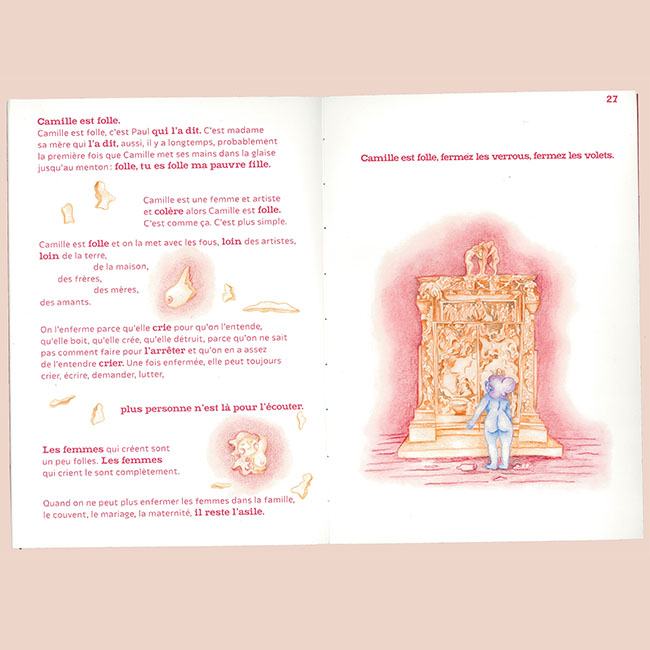 Camille est folle.
Camille est folle, c'est Paul qui l'a dit. C'est madame
sa mère qui l'a dit, aussi, il y a longtemps, probablement
la première fois que Camille met ses mains dans la glaise
jusqu'au menton : folle, tu es folle ma pauvre fille.
Camille est une femme et artiste
et colère alors Camille est folle.
C'est comme ça. C'est plus simple.
Camille est folle et on la met avec les fous, loin des artistes,
loin de la terre,
de la maison,
des frères,
des mères,
des amants.
On l'enferme parce qu'elle crie pour qu'on l'entende,
qu'elle boit, qu'elle crée, qu'elle détruit, parce qu'on ne sait
pas comment faire pour l'arrêter et qu'on en a assez
de l'entendre crier. Une fois enfermée, elle peut toujours
crier, écrire, demander, lutter,
plus personne n'est là pour l'écouter.
Les femmes qui créent sont
un peu folles. Les femmes
qui crient le sont complètement.
Quand on ne peut plus enfermer les femmes dans la famille,
le couvent, le mariage, la maternité, il reste l'asile.
27
Camille est folle, fermez les verrous, fermez les volets.